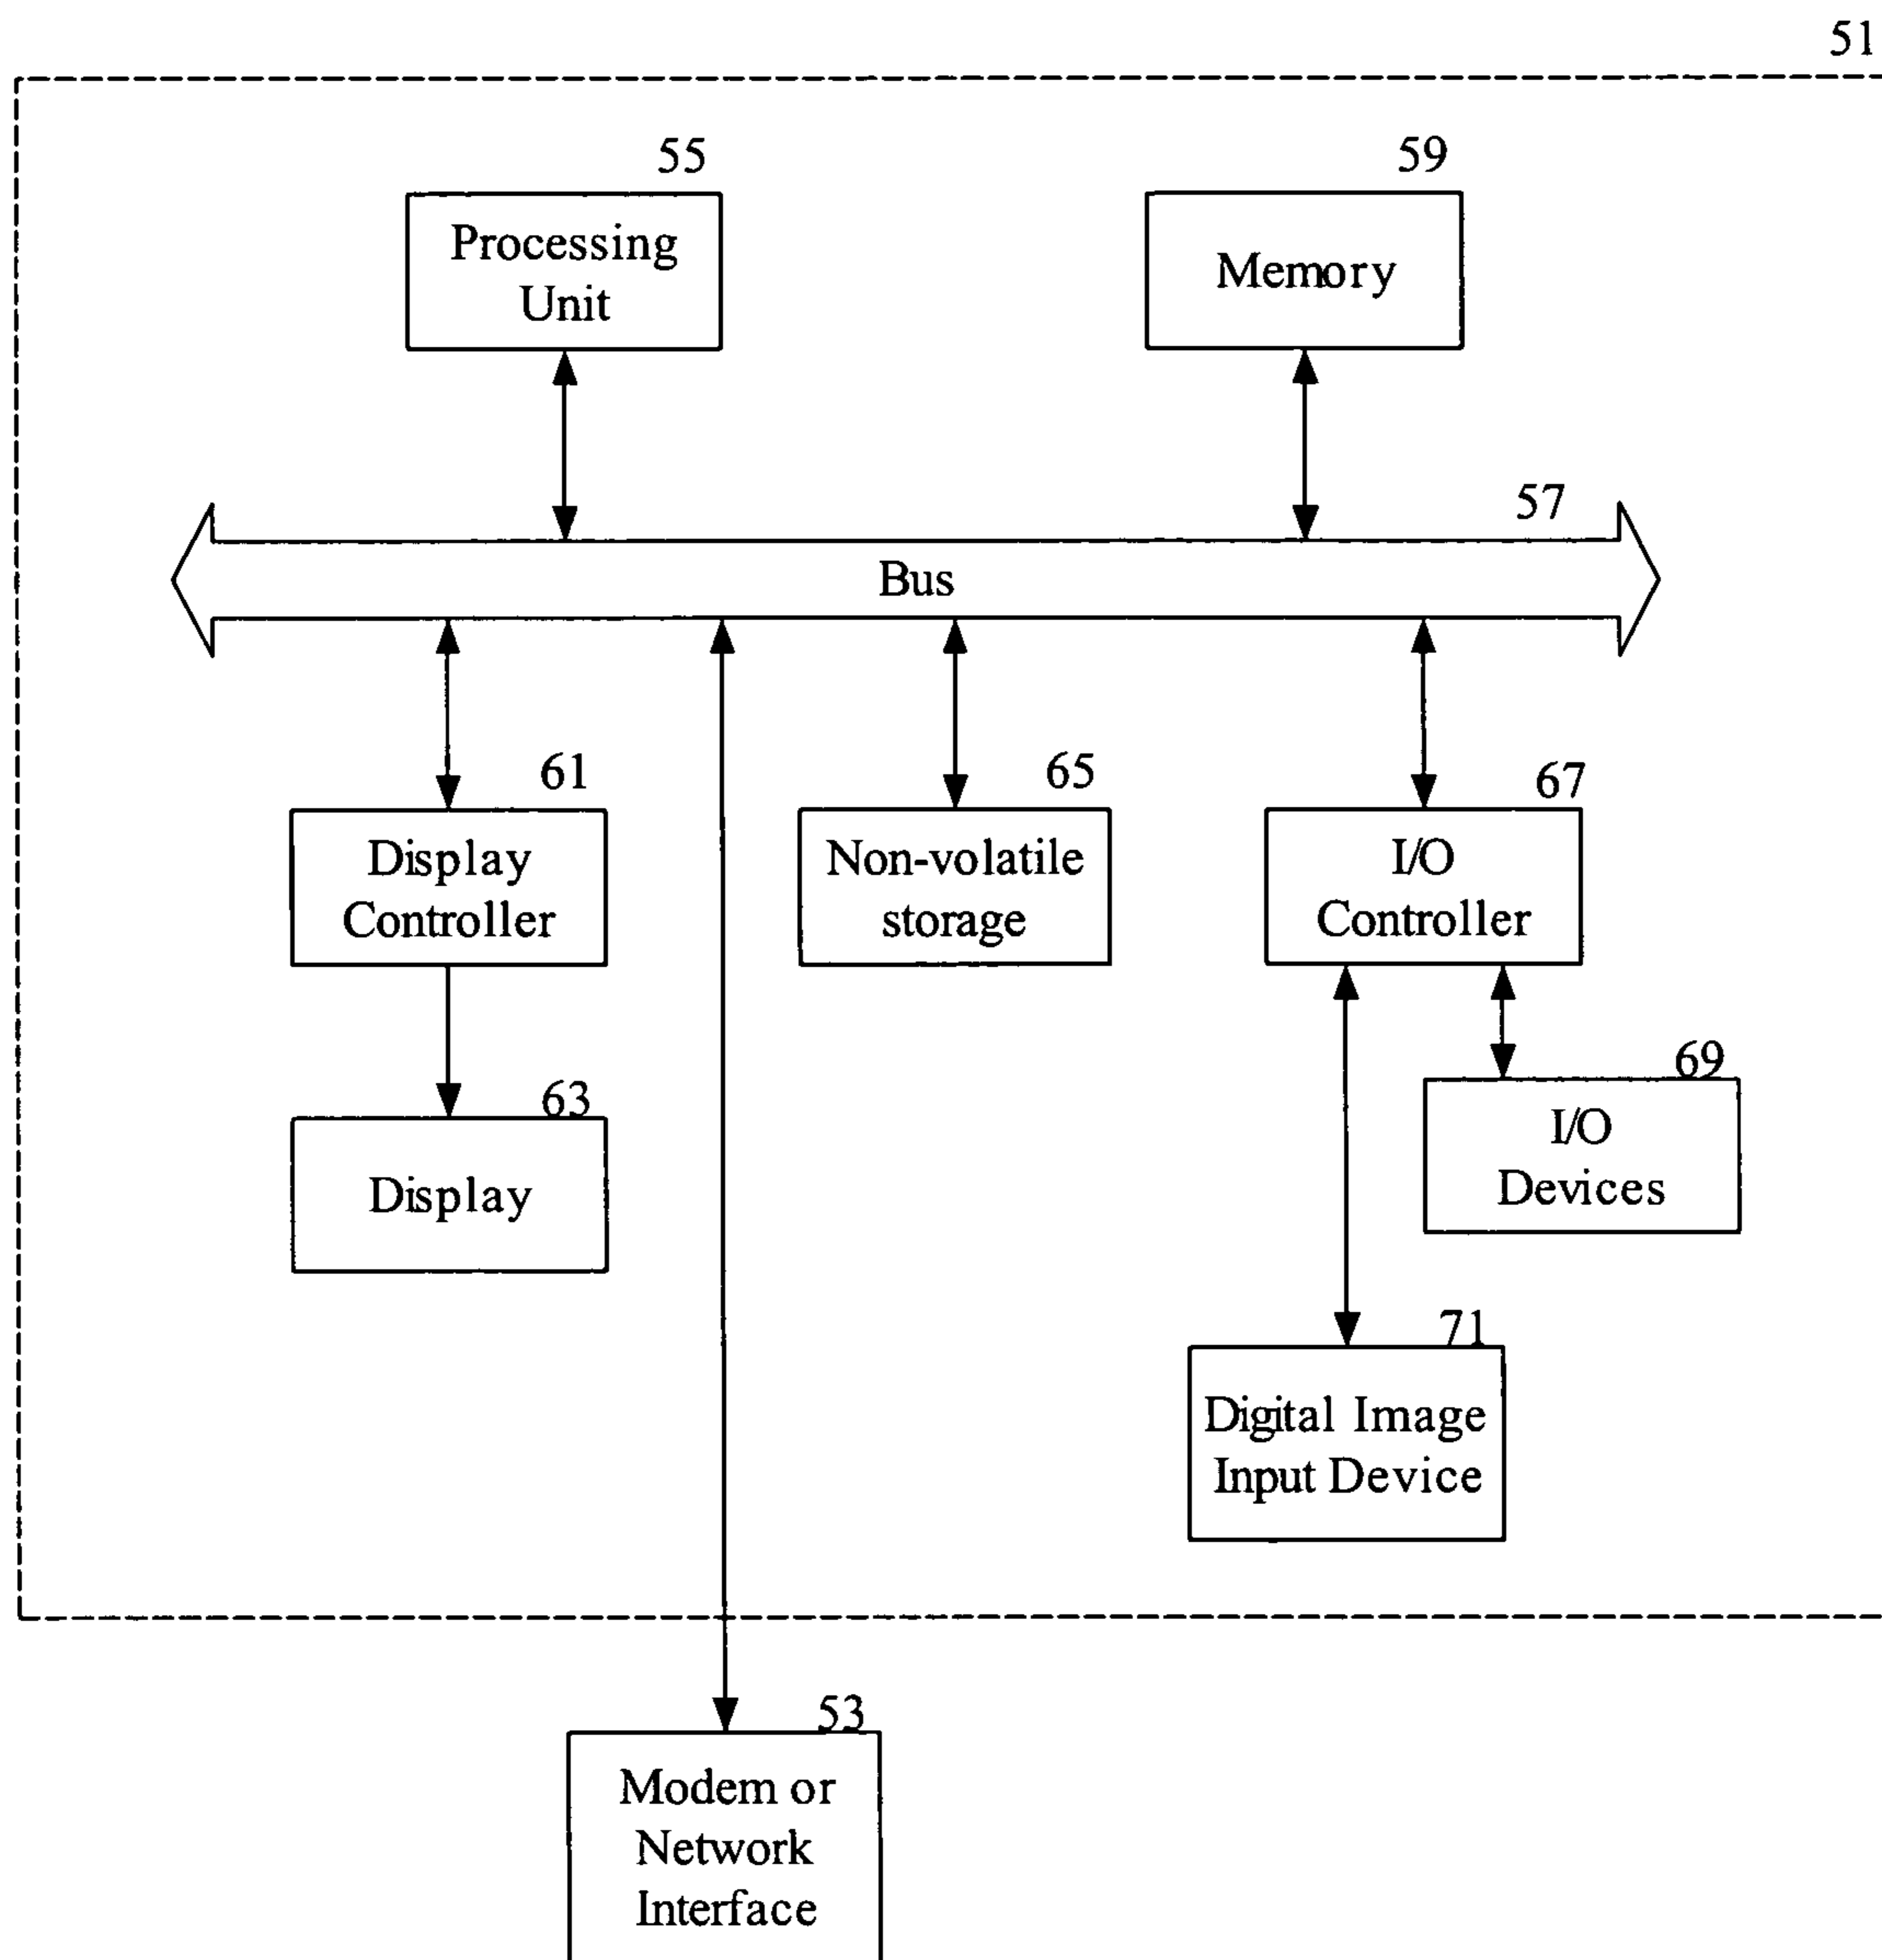 51
55
59
Processing
Unit
Memory
57
Bus
61
65
67
Display
Controller
Non-volatile
storage
I/O
Controller
63
69
Display
I/O
Devices
71
Digital Image
Input Device
53
Modem or
Network
Interface